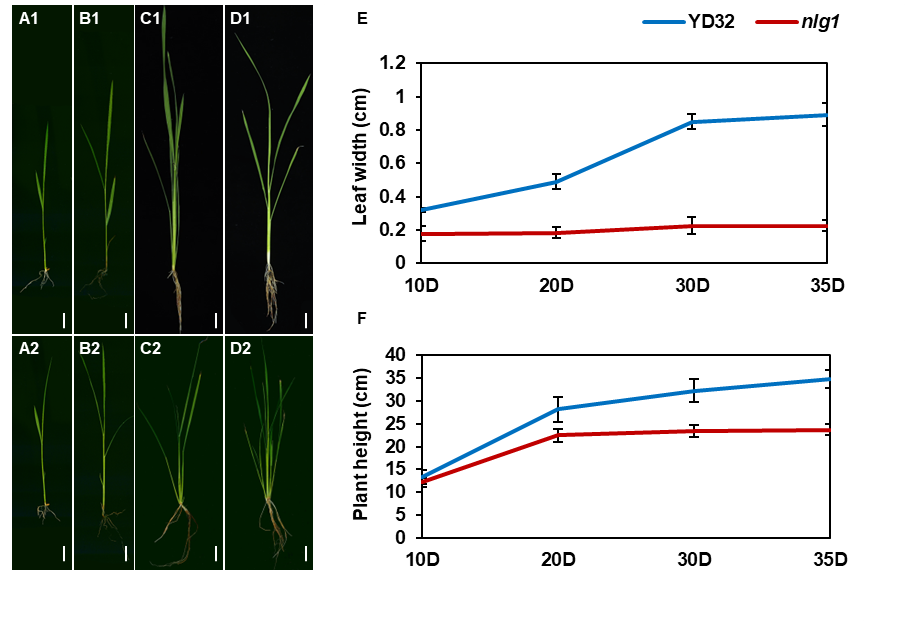 A1 B1 C1 D1
A2 B2 C2 D2
E
YD32 nlg1
Leaf width (cm)
1.2
1
0.8
0.6
0.4
0.2
0
10D 20D 30D 35D
F
Plant height (cm)
40
35
30
25
20
15
10
5
0
10D 20D 30D 35D